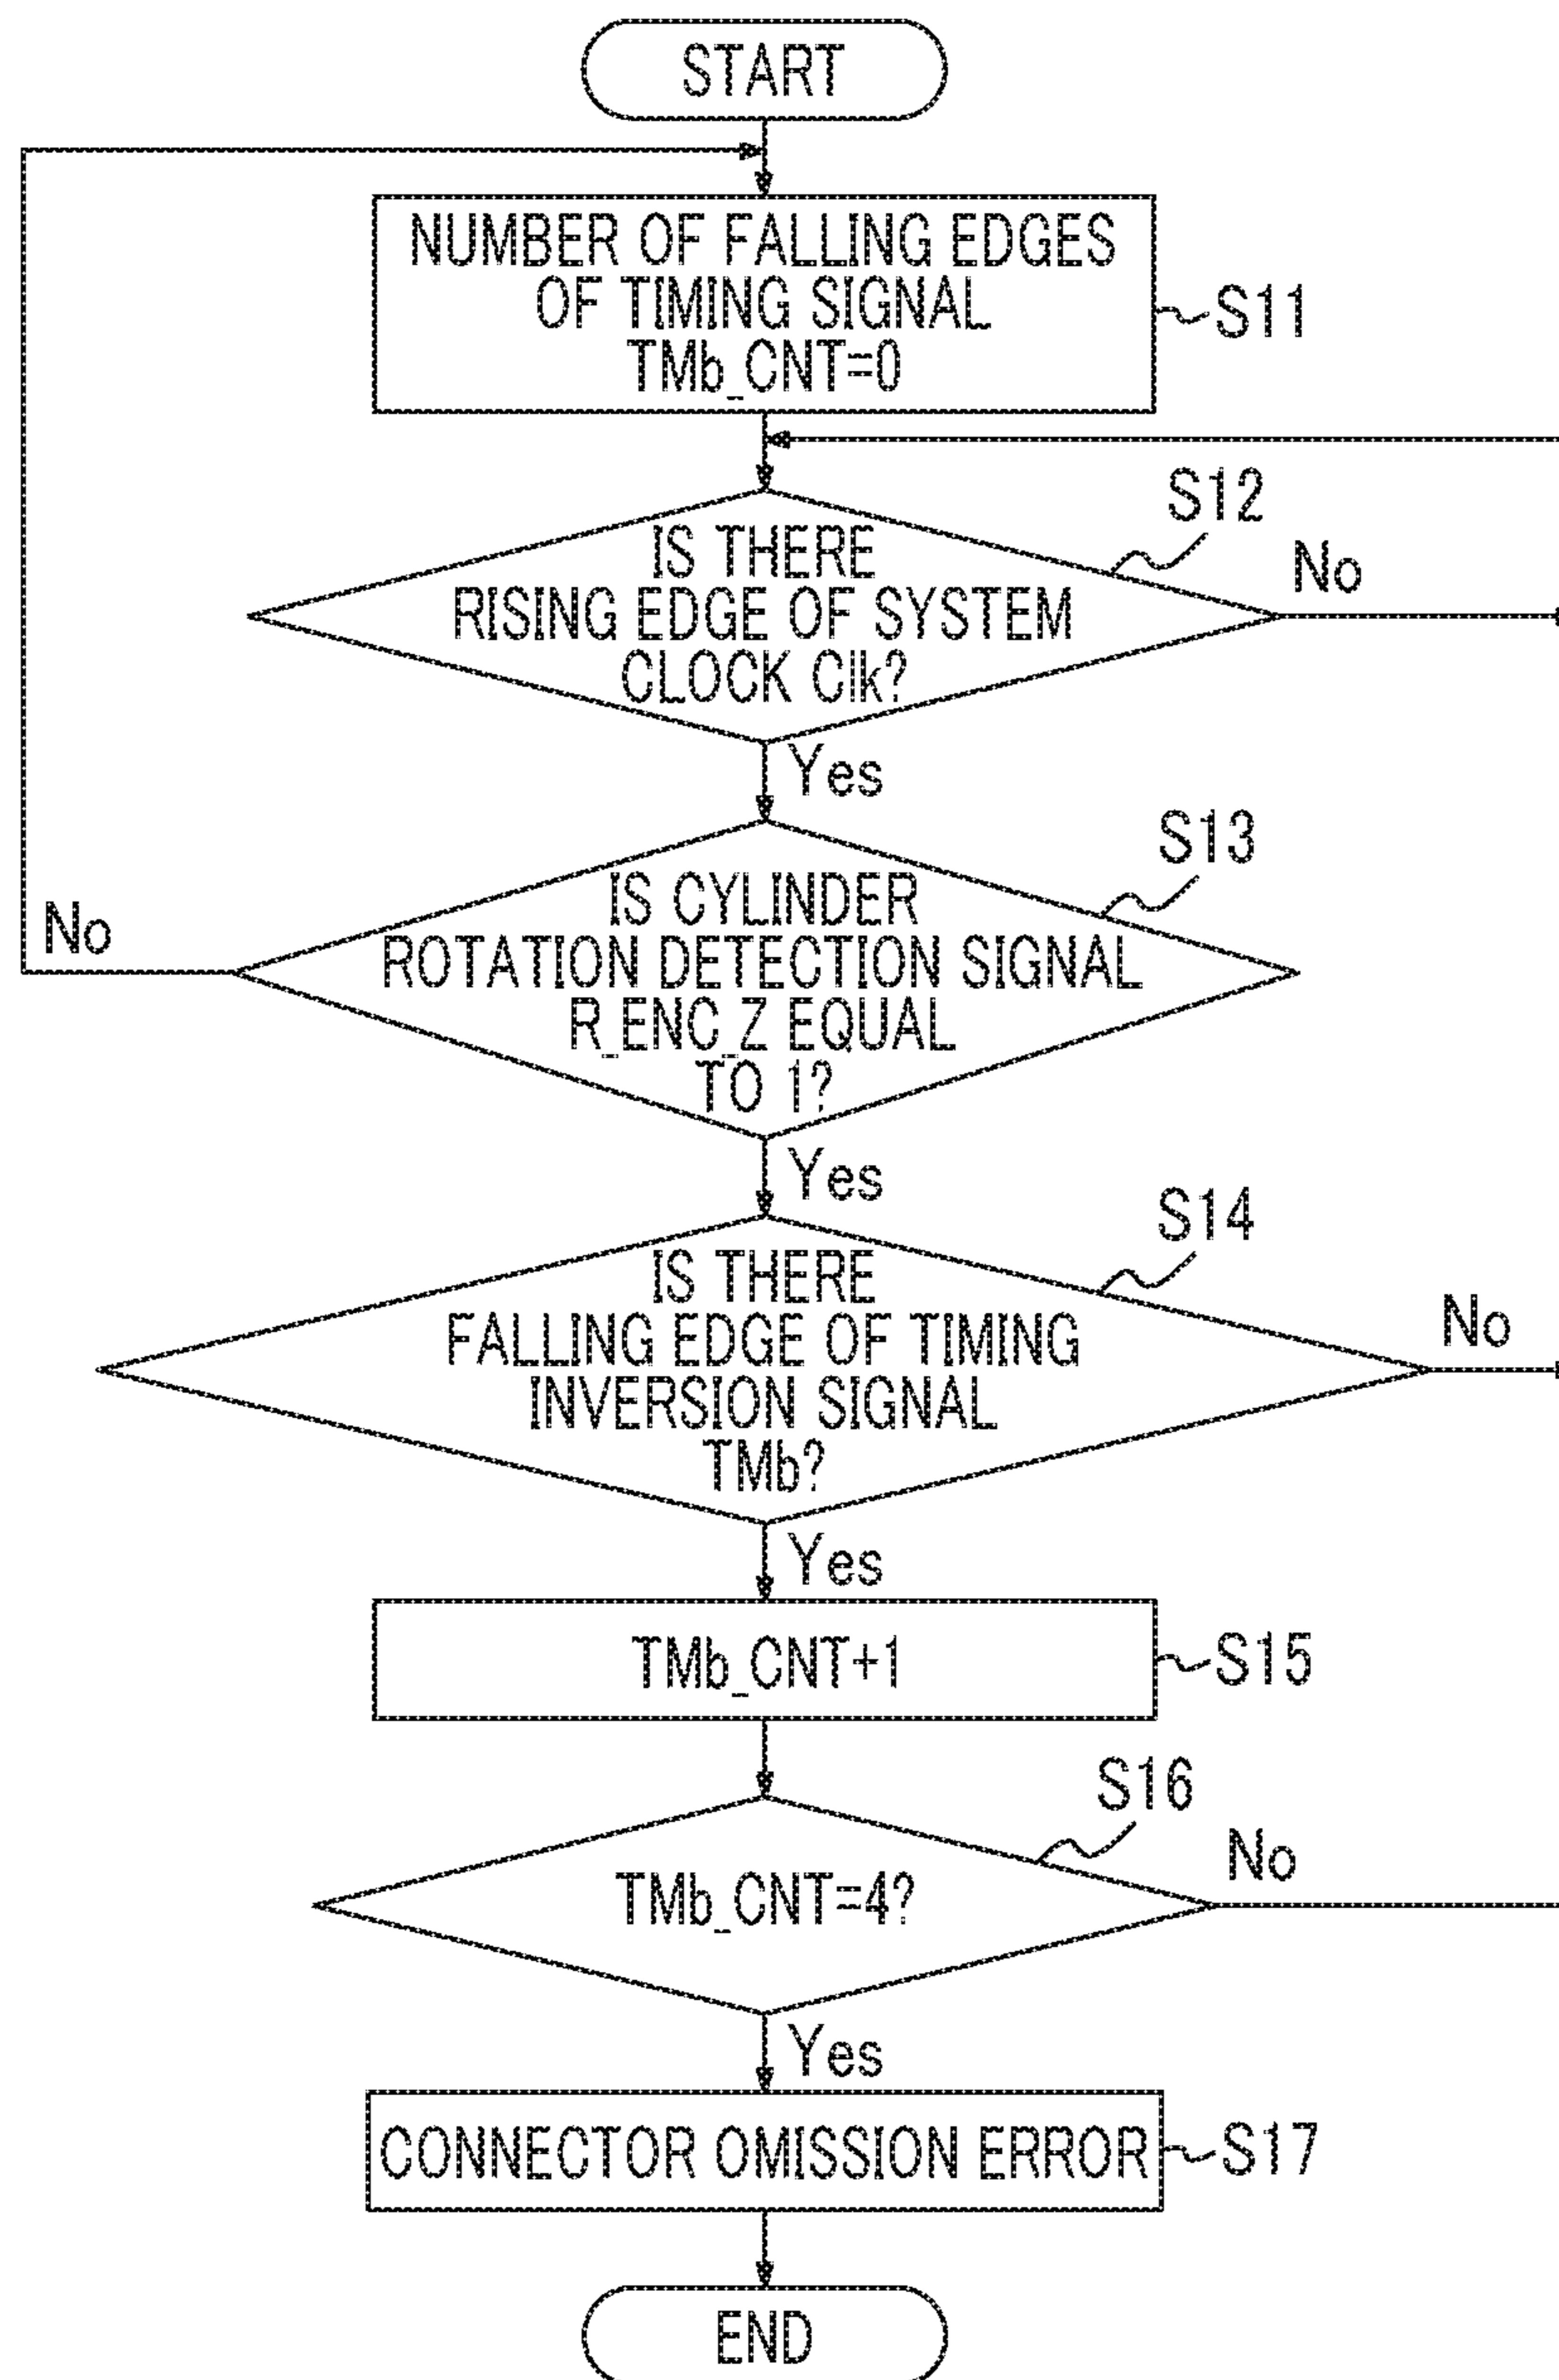 START
NUMBER OF FALLING EDGES
OF TIMING SIGNAL
TMb_CNT=0
S11
S12
IS THERE
RISING EDGE OF SYSTEM
CLOCK Clk?
No
Yes
S13
IS CYLINDER
ROTATION DETECTION SIGNAL
R_ENC_Z EQUAL
TO 1?
No
Yes
S14
IS THERE
FALLING EDGE OF TIMING
INVERSION SIGNAL
TMb?
No
Yes
TMb_CNT+1
S15
S16
TMb_CNT=4?
No
Yes
CONNECTOR OMISSION ERROR
S17
END